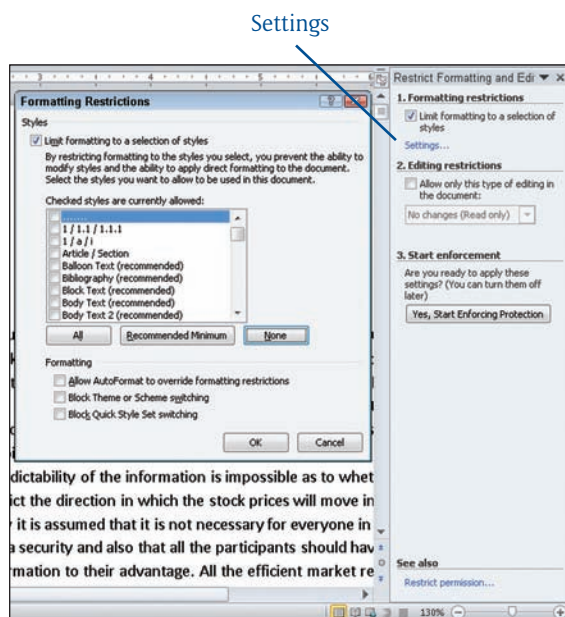 Settings
3 4 5 6
Restrict Formatting and Edi
Formatting Restrictions
Styles
Limit formatting to a selection of styles
By restricting formatting to the styles you select, you prevent the ability to
modify styles and the ability to apply direct formatting to the document.
Select the styles you want to allow to be used in this document.
Checked styles are currently allowed:
.......
1 / 1.1 / 1.1.1
1 / a / i
Article / Section
Balloon Text (recommended)
Bibliography (recommended)
Block Text (recommended)
Body Text (recommended)
Body Text 2 (recommended)
All Recommended Minimum None
Formatting
Allow AutoFormat to override formatting restrictions
Block Theme or Scheme switching
Block Quick Style Set switching
OK Cancel
1. Formatting restrictions
Limit formatting to a selection of
styles
Settings...
2. Editing restrictions
Allow only this type of editing in
the document:
No changes (Read only)
3. Start enforcement
Are you ready to apply these
settings? (You can turn them off
later)
Yes, Start Enforcing Protection
dictability of the information is impossible as to whet
ict the direction in which the stock prices will move in
it is assumed that it is not necessary for everyone in
a security and also that all the participants should hav
mation to their advantage. All the efficient market re
See also
Restrict permission...
130%